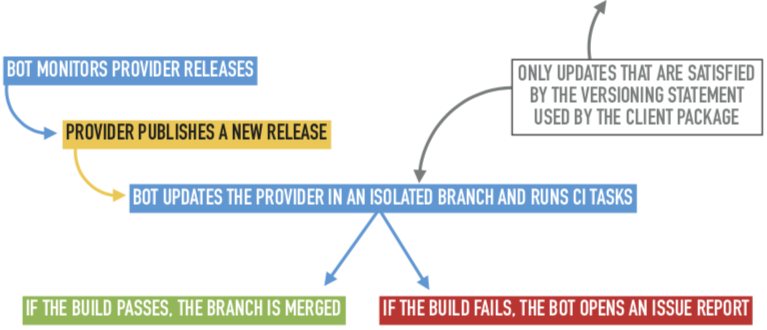 BOT MONITORS PROVIDER RELEASES
ONLY UPDATES THAT ARE SATISFIED
BY THE VERSIONING STATEMENT
USED BY THE CLIENT PACKAGE
PROVIDER PUBLISHES A NEW RELEASE
BOT UPDATES THE PROVIDER IN AN ISOLATED BRANCH AND RUNS CI TASKS
IF THE BUILD PASSES, THE BRANCH IS MERGED
IF THE BUILD FAILS, THE BOT OPENS AN ISSUE REPORT